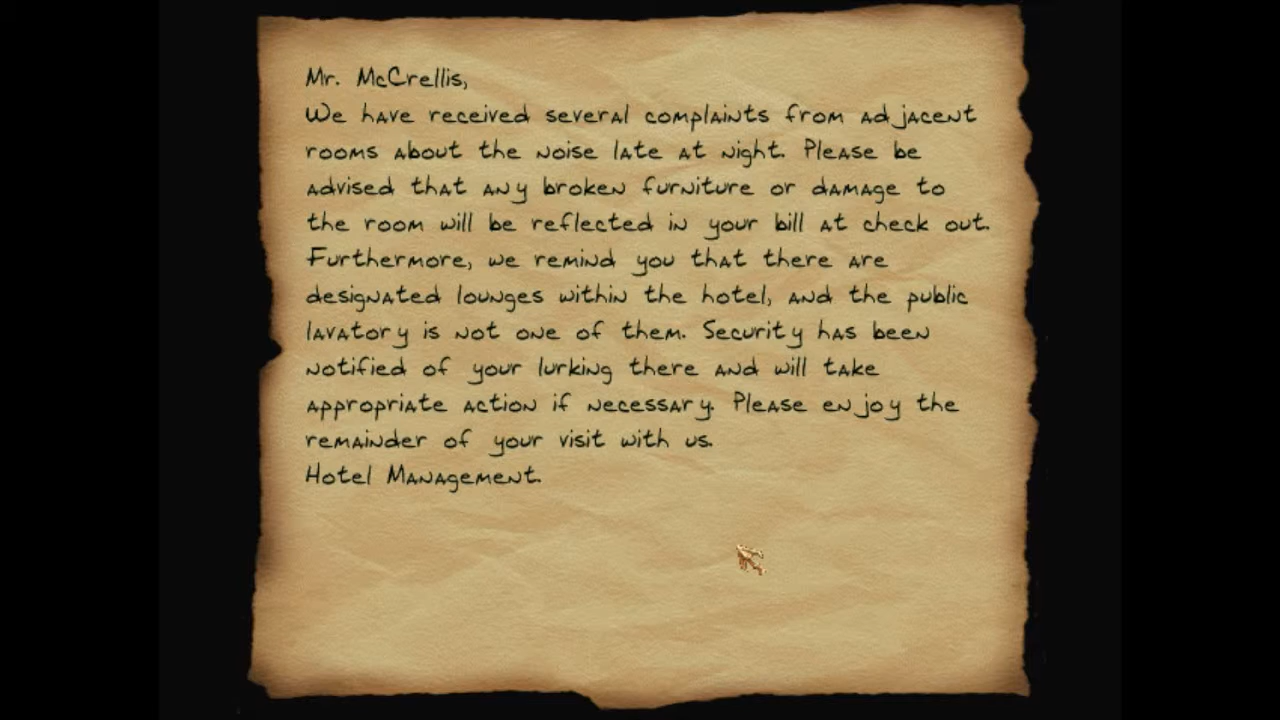 Mr. McCrellis,
We have received several complaints from adjacent
rooms about the noise late at night. Please be
advised that any broken furniture or damage to
the room will be reflected in your bill at check out.
Furthermore, we remind you that there are
designated lounges within the hotel, and the public
lavatory is not one of them. Security has been
notified of your lurking there and will take
appropriate action if necessary. Please enjoy the
remainder of your visit with us.
Hotel Management.